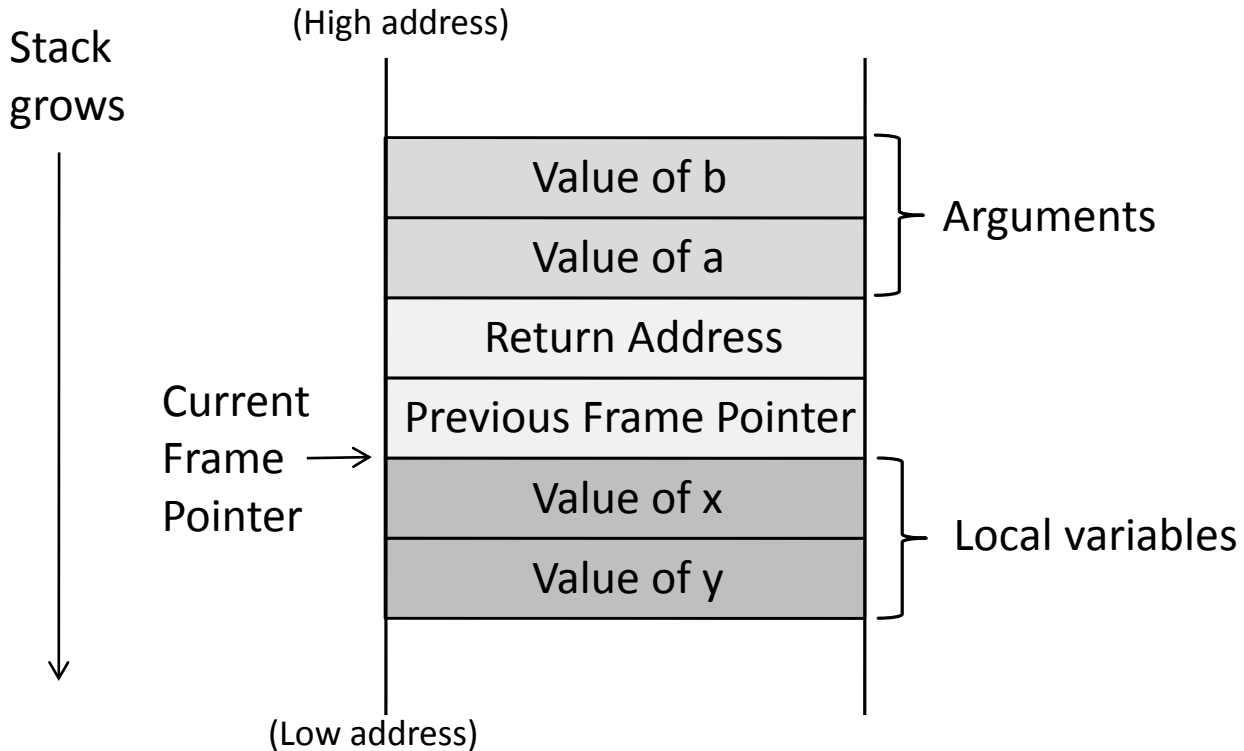 (High address)
Stack
grows
Value of b
Value of a
Arguments
Return Address
Previous Frame Pointer
Current
Frame
Pointer
Value of x
Value of y
Local variables
(Low address)